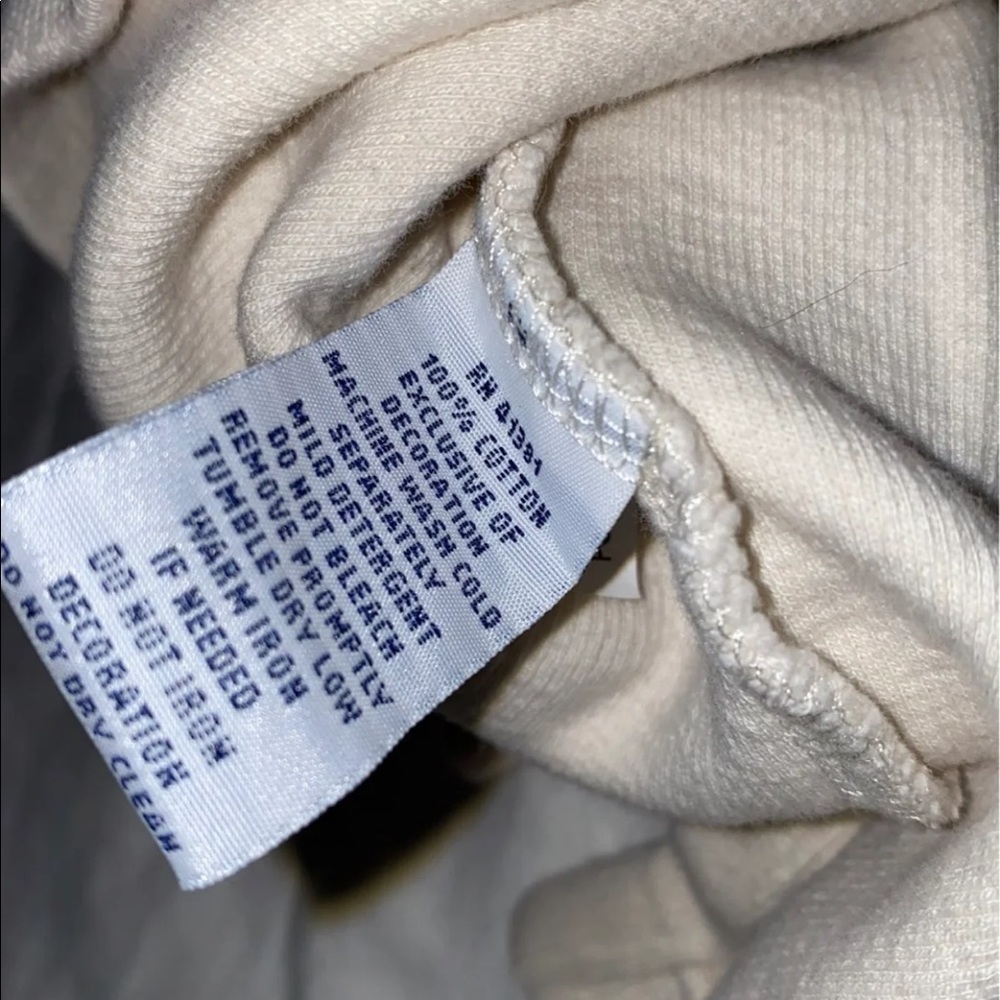 RN 41381
100% COTTON
EXCLUSIVE OF
DECORATION
MACHINE WASH COLD
SEPARATELY
MILD DETERGENT
DO NOT BLEACH
REMOVE PROMPTLY
TUMBLE DRY LOW
WARM IRON
IF NEEDED
DO NOT IRON
DECORATION
DO NOT DRY CLEAN